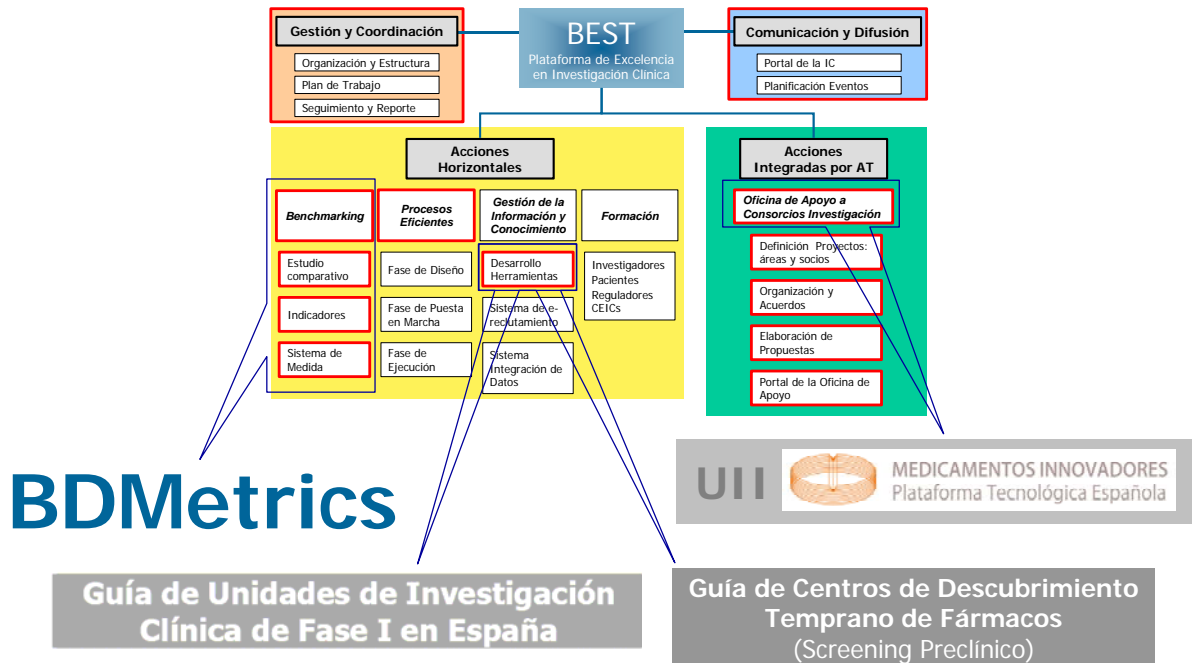 Gestión y Coordinación
Organización y Estructura
Plan de Trabajo
Seguimiento y Reporte
BEST
Plataforma de Excelencia
en Investigación Clínica
Comunicación y Difusión
Portal de la IC
Planificación Eventos
Acciones
Horizontales
Benchmarking
Estudio
comparativo
Indicadores
Sistema de
Medida
Procesos
Eficientes
Fase de Diseño
Fase de Puesta
en Marcha
Fase de
Ejecución
Gestión de la
Información y
Conocimiento
Desarrollo
Herramientas
Sistema de e-
reclutamiento
Sistema
Integración de
Datos
Formación
Investigadores
Pacientes
Reguladores
CEICs
Acciones
Integradas por AT
Oficina de Apoyo a
Consorcios Investigación
Definición Proyectos:
áreas y socios
Organización y
Acuerdos
Elaboración de
Propuestas
Portal de la Oficina de
Apoyo
BDMetrics
UII
MEDICAMENTOS INNOVADORES
Plataforma Tecnológica Española
Guía de Unidades de Investigación
Clínica de Fase I en España
Guía de Centros de Descubrimiento
Temprano de Fármacos
(Screening Preclínico)